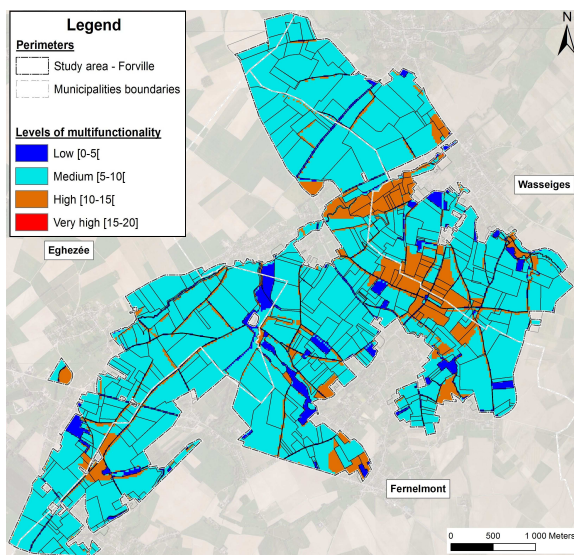 Legend
Perimeters
Study area - Forville
Municipalities boundaries
Levels of multifunctionality
Low [0-5[
Medium [5-10[
High [10-15[
Very high [15-20]
N
Wasseiges
Eghezée
Fernelmont
0 500 1 000 Meters